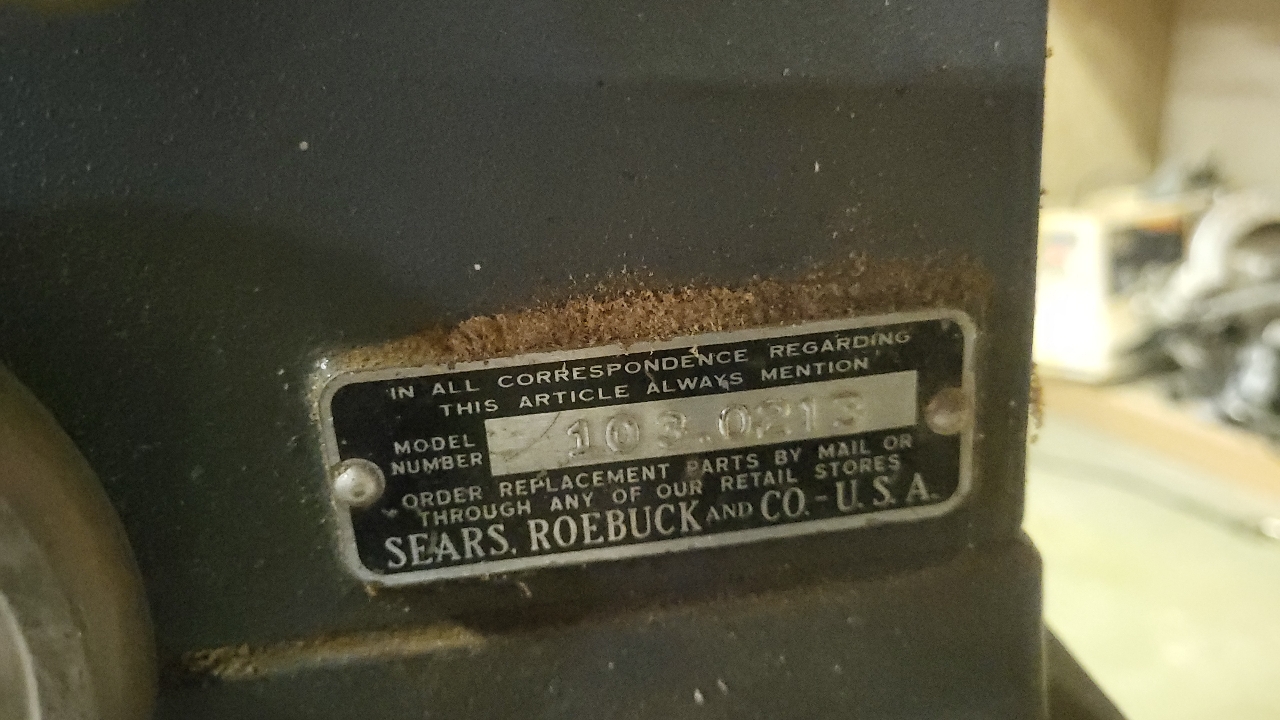 IN ALL CORRESPONDENCE REGARDING
THIS ARTICLE ALWAYS MENTION
MODEL
NUMBER
103.0213
ORDER REPLACEMENT PARTS BY MAIL OR
THROUGH ANY OF OUR RETAIL STORES
SEARS, ROEBUCK AND CO. - U. S. A.